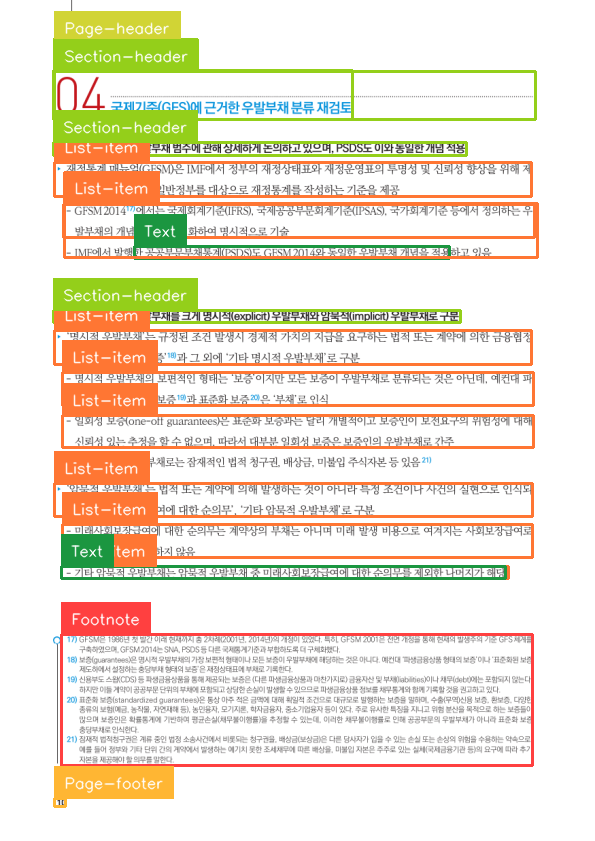 Page-header
Section-header
04 국제기준(GFS)에 근거한 우발부채 분류 재검토
Section-header
List-item 부채 범주에 관해 상세하게 논의하고 있으며, PSDS도 이와 동일한 개념 적용
재정통계 매뉴얼(GFSM)은 IMF에서 정부의 재정상태표와 재정운영표의 투명성 및 신뢰성 향상을 위해 제
List-item 일반정부를 대상으로 재정통계를 작성하는 기준을 제공
- GFSM 201417)에서는 국제회계기준(IFRS), 국제공공부문회계기준(IPSAS), 국가회계기준 등에서 정의하는 우
발부채의 개념 Text 화하여 명시적으로 기술
- IMF에서 발행한 공공부문부채통계(PSDS)도 GFSM 2014와 동일한 우발부채 개념을 적용하고 있음
Section-header
List-item 부채를 크게 명시적(explicit) 우발부채와 암묵적(implicit) 우발부채로 구분
'명시적 우발부채'는 규정된 조건 발생시 경제적 가치의 지급을 요구하는 법적 또는 계약에 의한 금융협정
List-item 18)과 그 외에 '기타 명시적 우발부채'로 구분
- 명시적 우발부채의 보편적인 형태는 '보증'이지만 모든 보증이 우발부채로 분류되는 것은 아닌데, 예컨대 파
List-item 보증19)과 표준화 보증20)은 '부채'로 인식
- 일회성 보증(one-off guarantees)은 표준화 보증과는 달리 개별적이고 보증인이 보전요구의 위험성에 대해
신뢰성 있는 추정을 할 수 없으며, 따라서 대부분 일회성 보증은 보증인의 우발부채로 간주
List-item 부채로는 잠재적인 법적 청구권, 배상금, 미불입 주식자본 등 있음21)
'암묵적 우발부채'는 법적 또는 계약에 의해 발생하는 것이 아니라 특정 조건이나 사건의 실현으로 인식되
List-item 여에 대한 순의무', '기타 암묵적 우발부채'로 구분
- 미래사회보장급여에 대한 순의무는 계약상의 부채는 아니며 미래 발생 비용으로 여겨지는 사회보장급여로
Text item 하지 않음
- 기타 암묵적 우발부채는 암묵적 우발부채 중 미래사회보장급여에 대한 순의무를 제외한 나머지가 해당
Footnote
17) GFSM은 1986년 첫 발간 이래 현재까지 총 2차례(2001년, 2014년)의 개정이 있었다. 특히, GFSM 2001은 전면 개정을 통해 현재의 발생주의 기준 GFS 체계를
구축하였으며, GFSM 2014는 SNA, PSDS 등 다른 국제통계기준과 부합하도록 더 구체화했다.
18) 보증(guarantees)은 명시적 우발부채의 가장 보편적 형태이나 모든 보증이 우발부채에 해당하는 것은 아니다. 예컨대 '파생금융상품 형태의 보증'이나 '표준화된 보증
제도하에서 설정하는 충당부채 형태의 보증'은 재정상태표에 부채로 기록한다.
19) 신용부도 스왑(CDS) 등 파생금융상품을 통해 제공되는 보증은 (다른 파생금융상품과 마찬가지로) 금융자산 및 부채(liabilities)이나 채무(debt)에는 포함되지 않는다.
하지만 이들 계약이 공공부문 단위의 부채에 포함되고 상당한 손실이 발생할 수 있으므로 파생금융상품 정보를 채무통계와 함께 기록할 것을 권고하고 있다.
20) 표준화 보증(standardized guarantees)은 통상 아주 적은 금액에 대해 확일적 조건으로 대규모로 발행하는 보증을 말하며, 수출(무역)신용 보증, 환보증, 다양한
종류의 보험(예금, 농작물, 자연재해 등), 농민융자, 모기지론, 학자금융자, 중소기업융자 등이 있다. 주로 유사한 특징을 지니고 위험 분산을 목적으로 하는 보증들이
많으며 보증인은 확률통계에 기반하여 평균손실(채무불이행률)을 추정할 수 있는데, 이러한 채무불이행률로 인해 공공부문의 우발부채가 아니라 표준화 보증
충당부채로 인식한다.
21) 잠재적 법적청구권은 계류 중인 법정 소송사건에서 비롯되는 청구권을, 배상금(보상금)은 다른 당사자가 입을 수 있는 손실 또는 손상의 위험을 수용하는 약속으로
예를 들어 정부와 기타 단위 간의 계약에서 발생하는 예기치 못한 조세채무에 따른 배상을, 미불입 자본은 주주로 있는 실체(국제금융기관 등)의 요구에 따라 추가
자본을 제공해야 할 의무를 말한다.
Page-footer
10